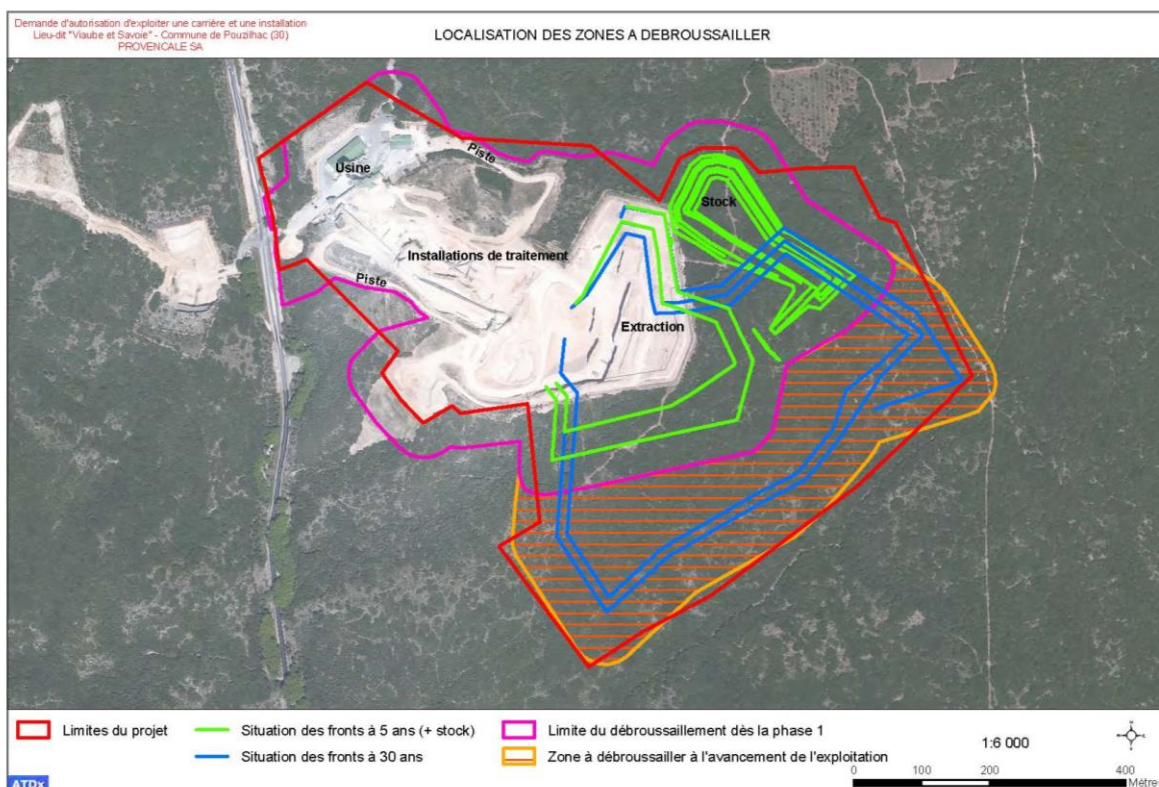 Demande d'autorisation d'exploiter une carrière et une installation
Lieu-dit "Viaube et Savoie" - Commune de Pouzilhac (30)
PROVENCALE SA
LOCALISATION DES ZONES A DEBROUSSAILLER
Usine
Piste
Stock
Installations de traitement
Piste
Extraction
Limites du projet
Situation des fronts à 5 ans (+ stock)
Situation des fronts à 30 ans
Limite du débroussaillement dès la phase 1
Zone à débroussailler à l'avancement de l'exploitation
1:6 000
0 100 200 400
Mètres
ATDx